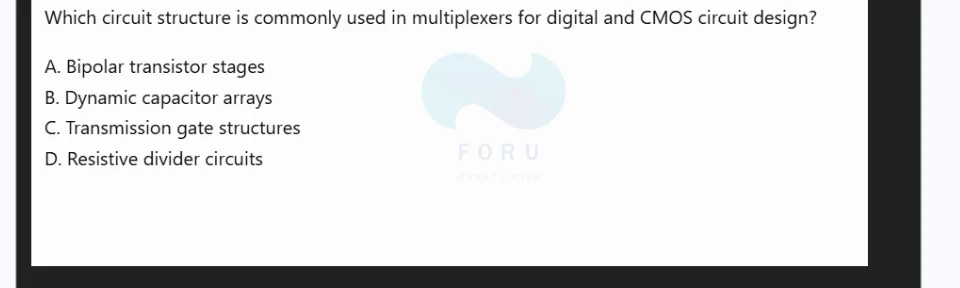 Which circuit structure is commonly used in multiplexers for digital and CMOS circuit design?
A. Bipolar transistor stages
B. Dynamic capacitor arrays
C. Transmission gate structures
D. Resistive divider circuits
FORU